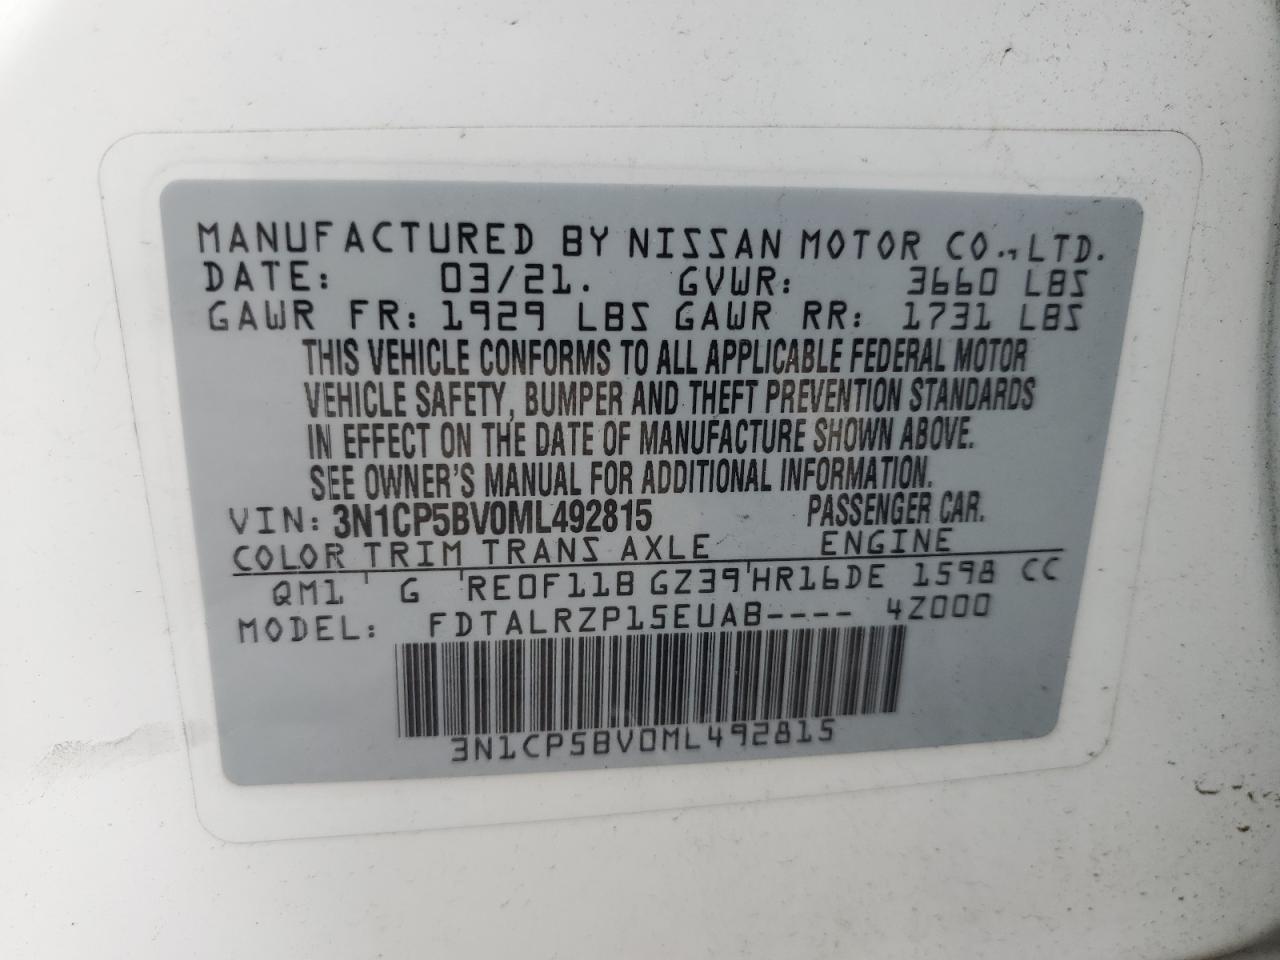 MANUFACTURED BY NISSAN MOTOR CO., LTD.
DATE: 03/21. GVWR: 3660 LBS
GAWR FR: 1929 LBS GAWR RR: 1731 LBS
THIS VEHICLE CONFORMS TO ALL APPLICABLE FEDERAL MOTOR
VEHICLE SAFETY, BUMPER AND THEFT PREVENTION STANDARDS
IN EFFECT ON THE DATE OF MANUFACTURE SHOWN ABOVE.
SEE OWNER'S MANUAL FOR ADDITIONAL INFORMATION.
VIN: 3N1CP5BV0ML492815 PASSENGER CAR.
COLOR TRIM TRANS AXLE ENGINE
QM1 ' G 'RE0F11B GZ39'HR16DE 1598 CC
MODEL: FDTALRZP15EUAB---- 4Z000
3N1CP5BV0ML492815